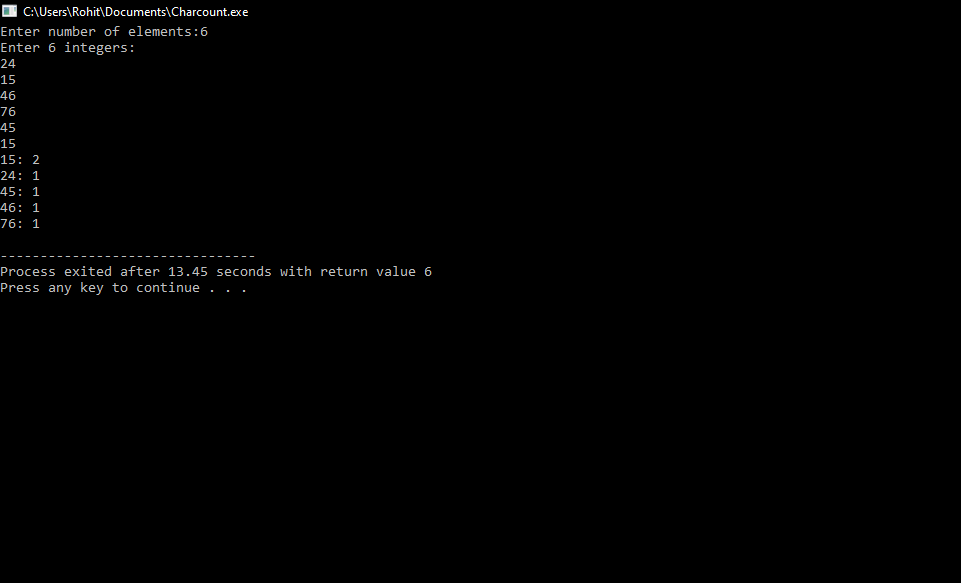 C:\Users\Rohit\Documents\Charcount.exe
Enter number of elements:6
Enter 6 integers:
24
15
46
76
45
15
15: 2
24: 1
45: 1
46: 1
76: 1
--------------------------------
Process exited after 13.45 seconds with return value 6
Press any key to continue . . .